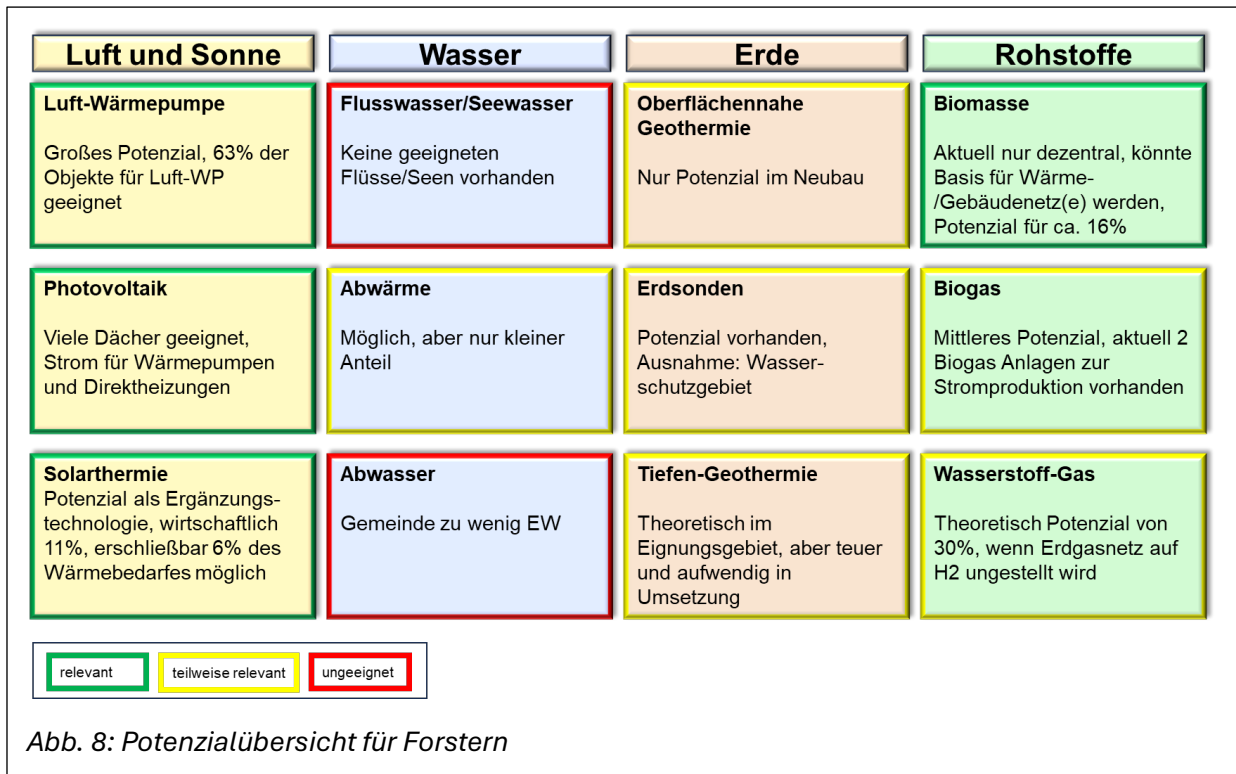 Luft und Sonne
Wasser
Erde
Rohstoffe
Luft-Wärmepumpe
Großes Potenzial, 63% der
Objekte für Luft-WP
geeignet
Flusswasser/Seewasser
Keine geeigneten
Flüsse/Seen vorhanden
Oberflächennahe
Geothermie
Nur Potenzial im Neubau
Biomasse
Aktuell nur dezentral, könnte
Basis für Wärme-
/Gebäudenetz(e) werden,
Potenzial für ca. 16%
Photovoltaik
Viele Dächer geeignet,
Strom für Wärmepumpen
und Direktheizungen
Abwärme
Möglich, aber nur kleiner
Anteil
Erdsonden
Potenzial vorhanden,
Ausnahme: Wasser-
schutzgebiet
Biogas
Mittleres Potenzial, aktuell 2
Biogas Anlagen zur
Stromproduktion vorhanden
Solarthermie
Potenzial als Ergänzungs-
technologie, wirtschaftlich
11%, erschließbar 6% des
Wärmebedarfes möglich
Abwasser
Gemeinde zu wenig EW
Tiefen-Geothermie
Theoretisch im
Eignungsgebiet, aber teuer
und aufwendig in
Umsetzung
Wasserstoff-Gas
Theoretisch Potenzial von
30%, wenn Erdgasnetz auf
H2 ungestellt wird
relevant
teilweise relevant
ungeeignet
Abb. 8: Potenzialübersicht für Forstern